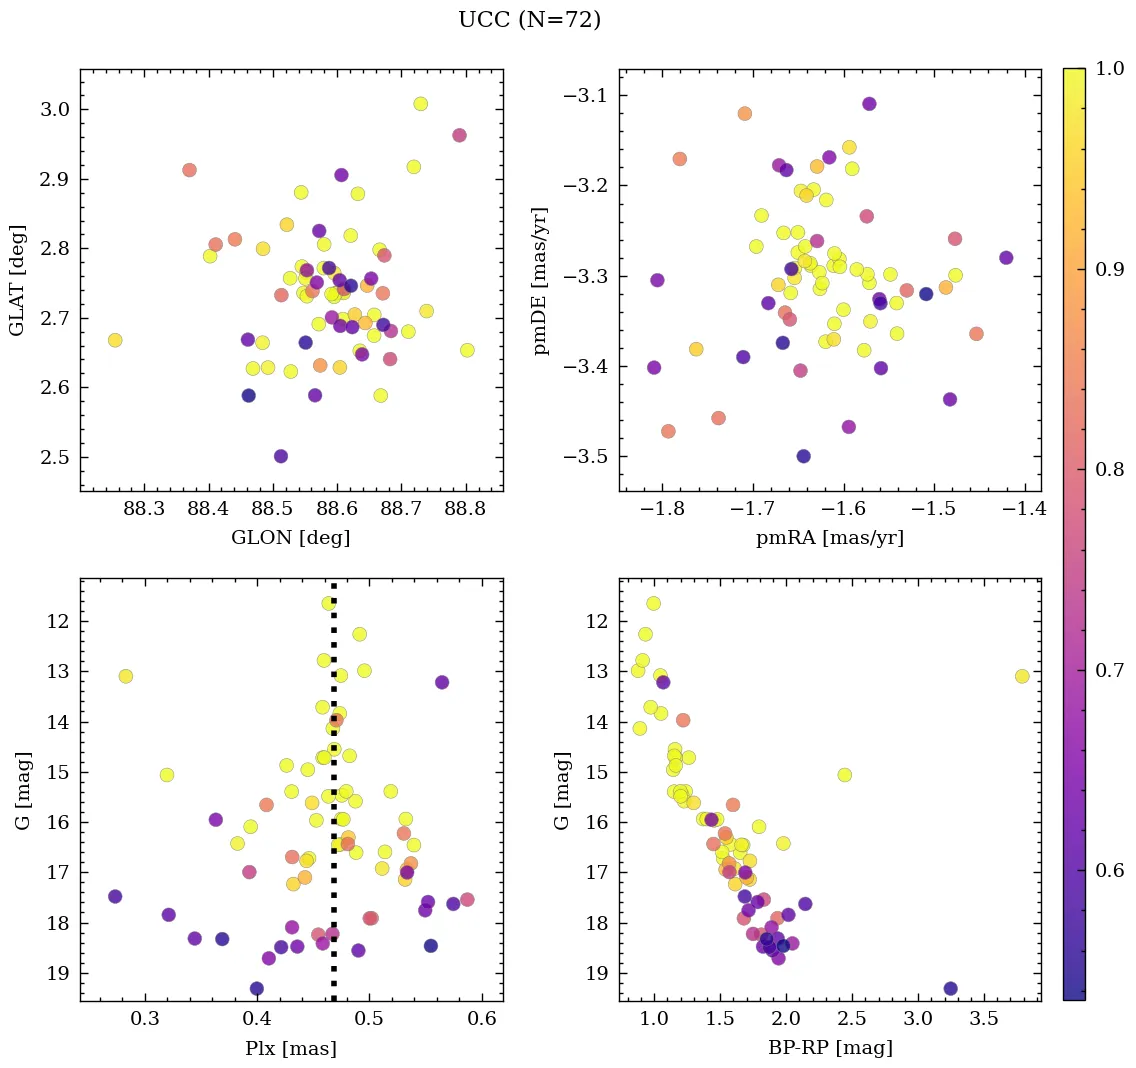 UCC (N=72)
3.0
2.9
2.8
2.7
2.6
2.5
GLAT [deg]
88.3 88.4 88.5 88.6 88.7 88.8
GLON [deg]
−3.1
−3.2
−3.3
−3.4
−3.5
pmDE [mas/yr]
−1.8 −1.7 −1.6 −1.5 −1.4
pmRA [mas/yr]
1.0
0.9
0.8
0.7
0.6
12
13
14
15
16
17
18
19
G [mag]
0.3 0.4 0.5 0.6
Plx [mas]
12
13
14
15
16
17
18
19
G [mag]
1.0 1.5 2.0 2.5 3.0 3.5
BP-RP [mag]